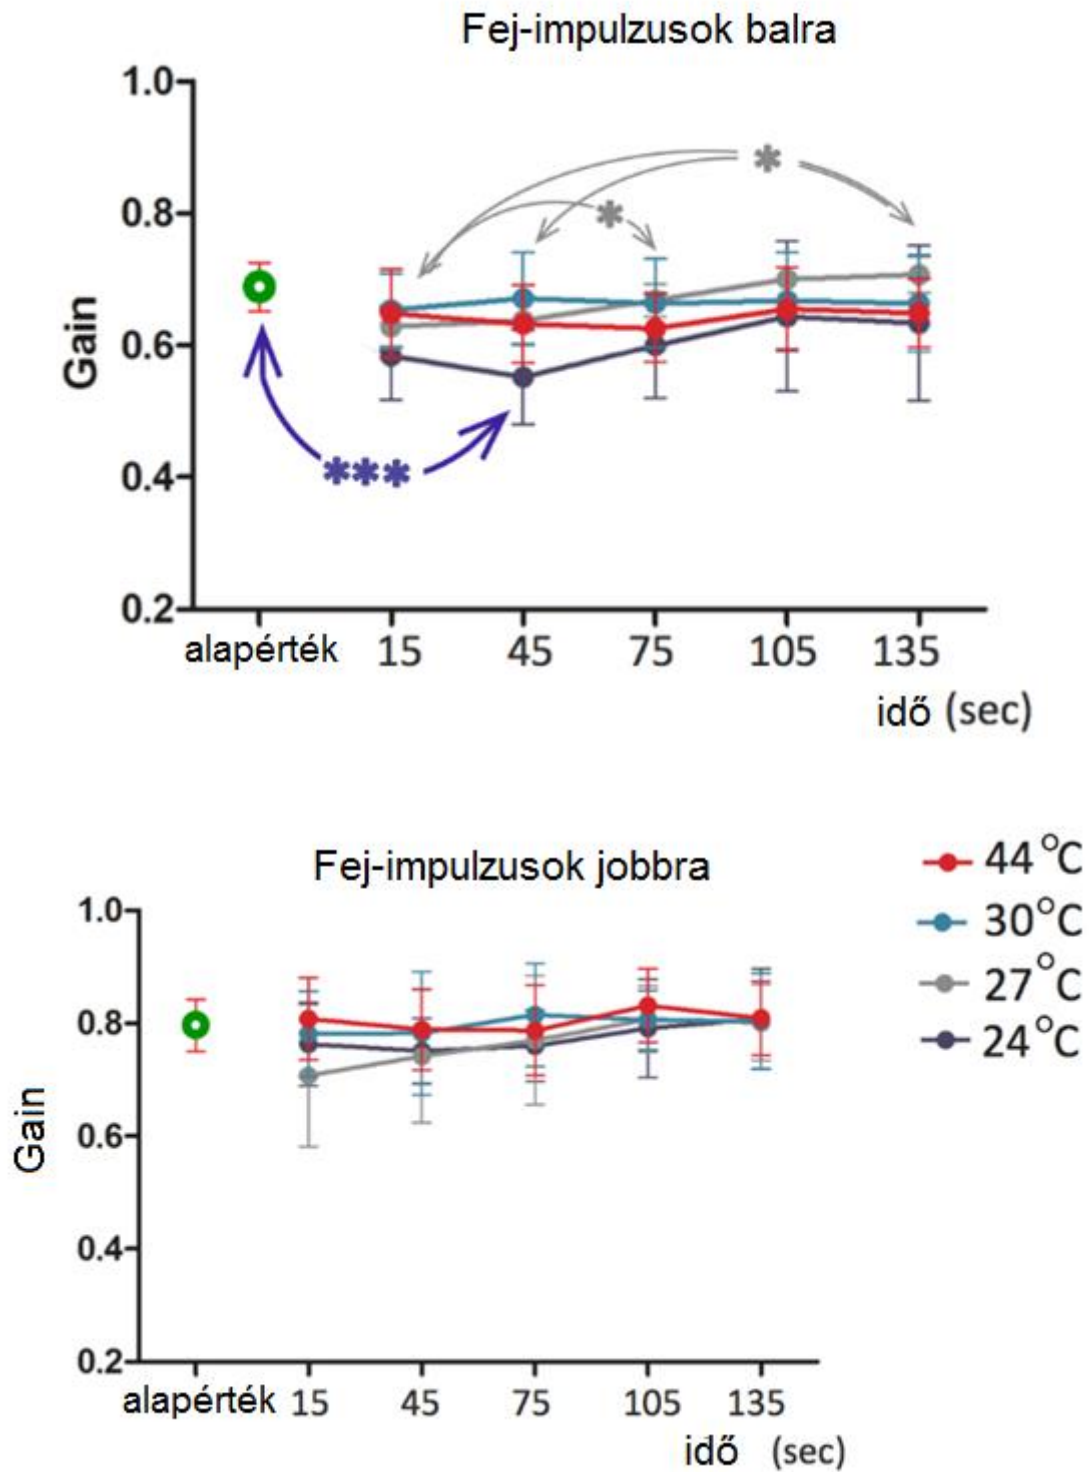 Fej-impulzusok balra
1.0
0.8
0.6
0.4
0.2
Gain
*
*
***
alapérték 15 45 75 105 135
idő (sec)
Fej-impulzusok jobbra
1.0
0.8
0.6
0.4
0.2
Gain
alapérték 15 45 75 105 135
idő (sec)
44 °C
30°C
27 °C
24 °C